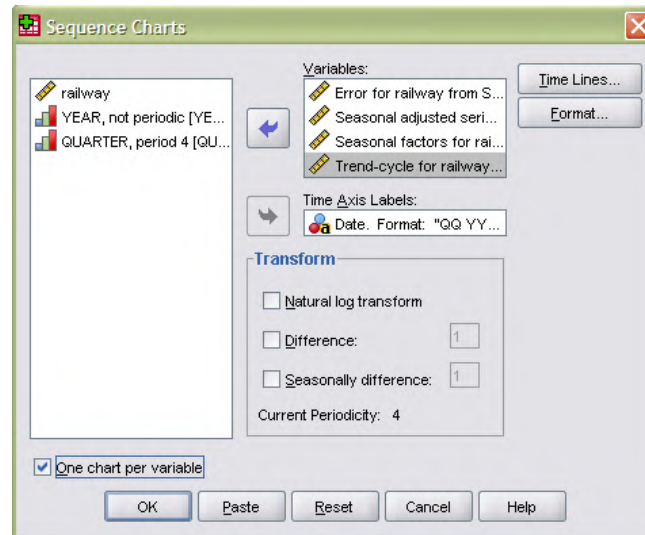 Sequence Charts
railway
YEAR, not periodic [YE...
QUARTER, period 4 [QU...
Variables:
Error for railway from S...
Seasonal adjusted seri...
Seasonal factors for rai...
Trend-cycle for railway...
Time Axis Labels:
Date. Format: "QQ YY...
Transform
Natural log transform
Difference:
1
Seasonally difference:
1
Current Periodicity: 4
Time Lines...
Format...
One chart per variable
OK
Paste
Reset
Cancel
Help